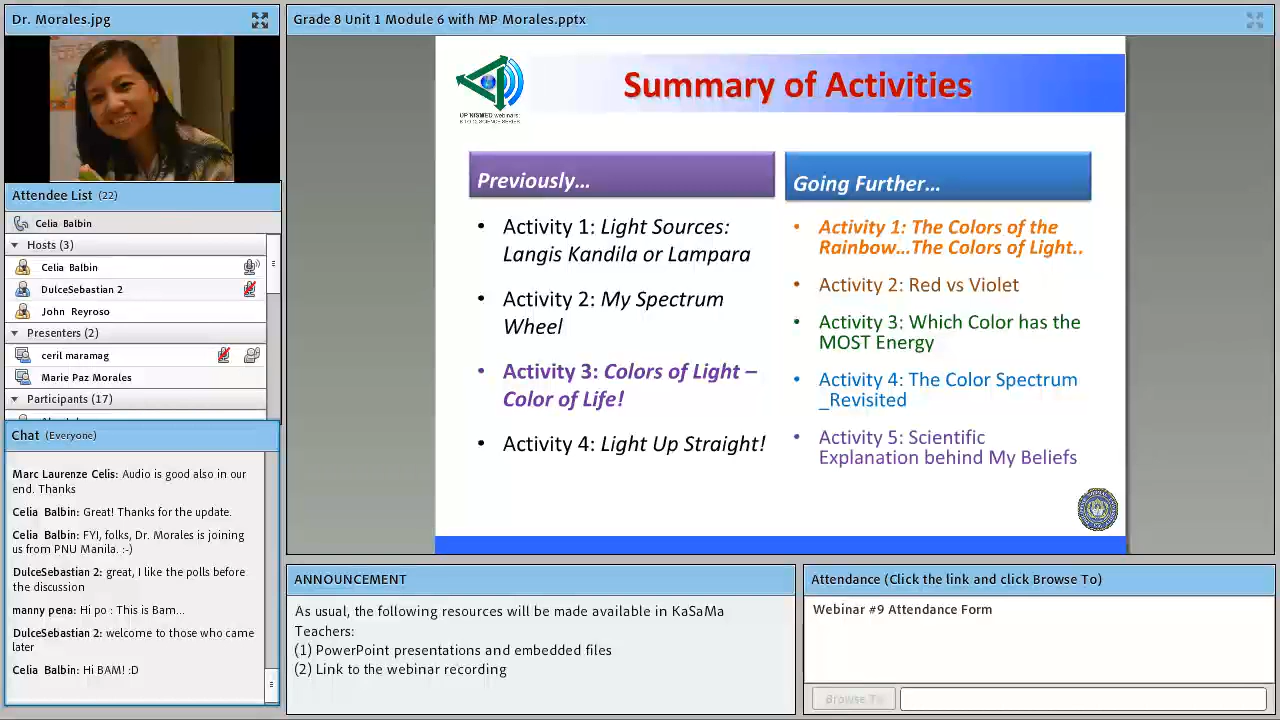 Dr. Morales.jpg
Attendee List (22)
Celia Balbin
Hosts (3)
Celia Balbin
DulceSebastian 2
John Reyroso
Presenters (2)
ceril maramag
Marie Paz Morales
Participants (17)
Chat (Everyone)
Marc Laurenze Celis: Audio is good also in our
end. Thanks
Celia Balbin: Great! Thanks for the update.
Celia Balbin: FYI, folks, Dr. Morales is joining
us from PNU Manila. :-)
DulceSebastian 2: great, I like the polls before
the discussion
manny pena: Hi po : This is Bam...
DulceSebastian 2: welcome to those who came
later
Celia Balbin: Hi BAM! :D
Grade 8 Unit 1 Module 6 with MP Morales.pptx
UP NISMED webinars:
K TO 12 SCIENCE SERIES
Summary of Activities
Previously...
• Activity 1: Light Sources:
Langis Kandila or Lampara
• Activity 2: My Spectrum
Wheel
• Activity 3: Colors of Light –
Color of Life!
• Activity 4: Light Up Straight!
Going Further...
• Activity 1: The Colors of the
Rainbow...The Colors of Light..
• Activity 2: Red vs Violet
• Activity 3: Which Color has the
MOST Energy
• Activity 4: The Color Spectrum
_Revisited
• Activity 5: Scientific
Explanation behind My Beliefs
ANNOUNCEMENT
As usual, the following resources will be made available in KaSaMa
Teachers:
(1) PowerPoint presentations and embedded files
(2) Link to the webinar recording
Attendance (Click the link and click Browse To)
Webinar #9 Attendance Form
Browse To